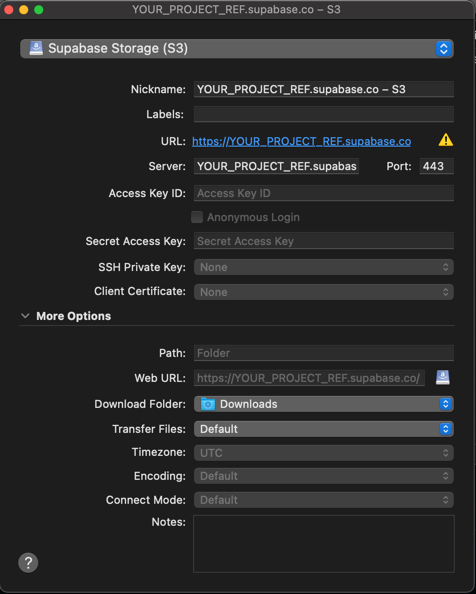 YOUR_PROJECT_REF.supabase.co – S3
Supabase Storage (S3)
Nickname: YOUR_PROJECT_REF.supabase.co – S3
Labels:
URL: https://YOUR_PROJECT_REF.supabase.co
Server: YOUR_PROJECT_REF.supabas Port: 443
Access Key ID: Access Key ID
Anonymous Login
Secret Access Key: Secret Access Key
SSH Private Key: None
Client Certificate: None
More Options
Path: Folder
Web URL: https://YOUR_PROJECT_REF.supabase.co/
Download Folder: Downloads
Transfer Files: Default
Timezone: UTC
Encoding: Default
Connect Mode: Default
Notes:
?